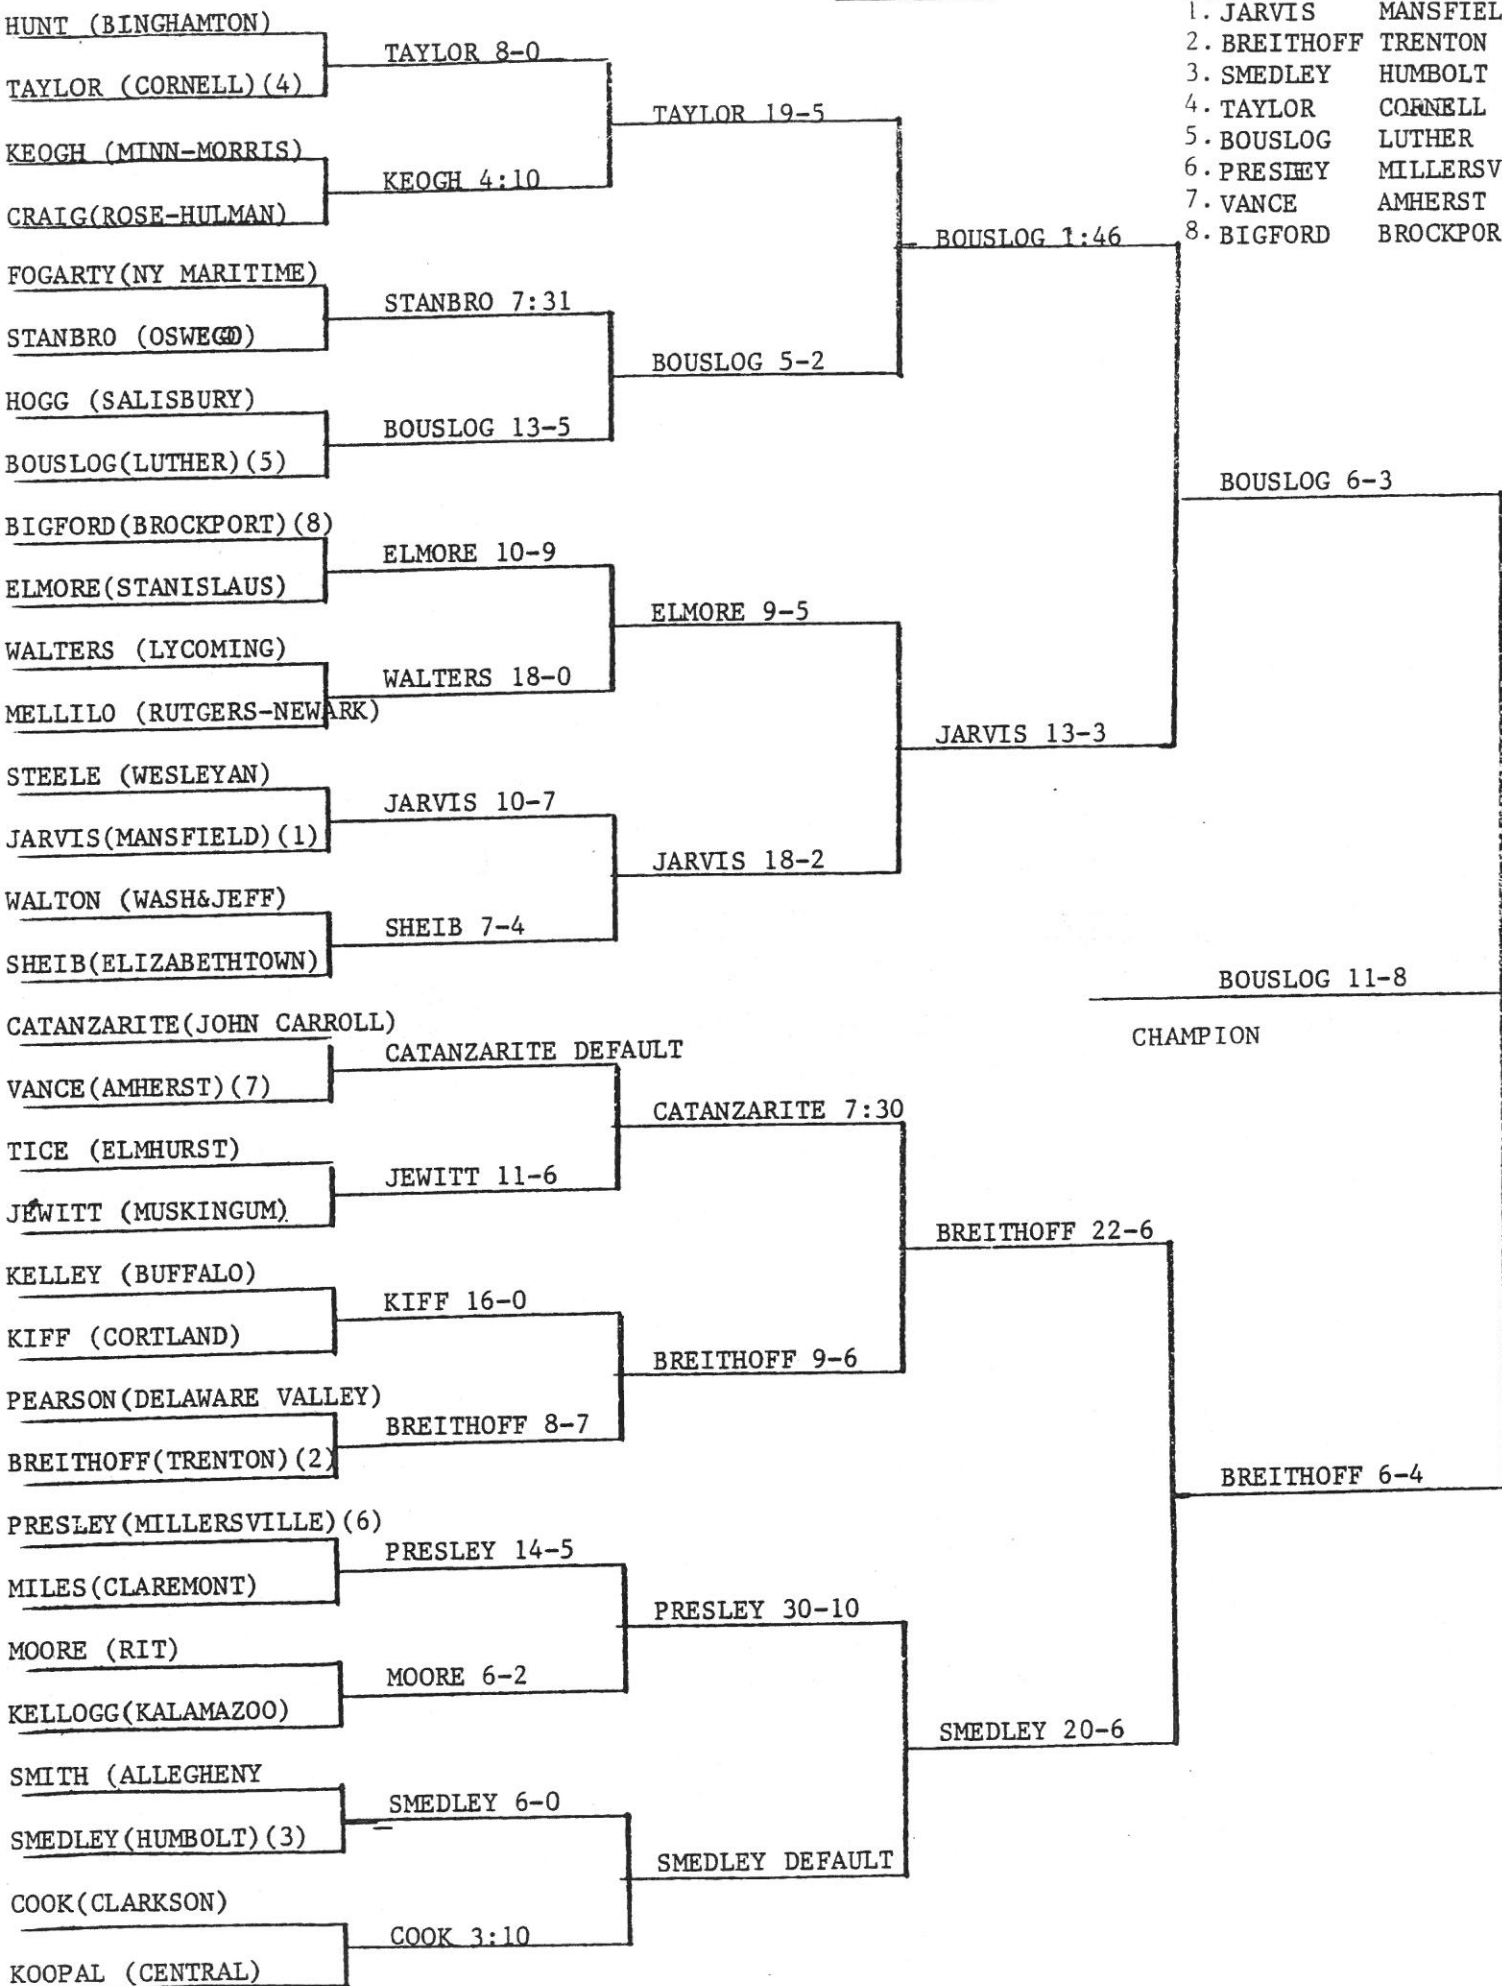 HUNT (BINGHAMTON)
TAYLOR (CORNELL)(4)
KEOGH (MINN-MORRIS)
CRAIG(ROSE-HULMAN)
FOGARTY(NY MARITIME)
STANBRO (OSWEGO)
HOGG (SALISBURY)
BOUSLOG(LUTHER)(5)
BIGFORD(BROCKPORT)(8)
ELMORE(STANISLAUS)
WALTERS (LYCOMING)
MELLILO (RUTGERS-NEWARK)
STEELE (WESLEYAN)
JARVIS(MANSFIELD)(1)
WALTON (WASH&JEFF)
SHEIB(ELIZABETHTOWN)
CATANZARITE(JOHN CARROLL)
VANCE(AMHERST)(7)
TICE (ELMHURST)
JEWITT (MUSKINGUM)
KELLEY (BUFFALO)
KIFF (CORTLAND)
PEARSON(DELAWARE VALLEY)
BREITHOFF(TRENTON)(2)
PRESLEY(MILLERSVILLE)(6)
MILES(CLAREMONT)
MOORE (RIT)
KELLOGG(KALAMAZOO)
SMITH (ALLEGHENY
SMEDLEY(HUMBOLT)(3)
COOK(CLARKSON)
KOOPAL (CENTRAL)
TAYLOR 8-0
KEOGH 4:10
STANBRO 7:31
BOUSLOG 13-5
ELMORE 10-9
WALTERS 18-0
JARVIS 10-7
SHEIB 7-4
CATANZARITE DEFAULT
JEWITT 11-6
KIFF 16-0
BREITHOFF 8-7
PRESLEY 14-5
MOORE 6-2
SMEDLEY 6-0
COOK 3:10
TAYLOR 19-5
BOUSLOG 5-2
ELMORE 9-5
JARVIS 18-2
CATANZARITE 7:30
BREITHOFF 9-6
PRESLEY 30-10
SMEDLEY DEFAULT
BOUSLOG 1:46
JARVIS 13-3
BREITHOFF 22-6
SMEDLEY 20-6
BOUSLOG 6-3
BREITHOFF 6-4
BOUSLOG 11-8
CHAMPION
1. JARVIS MANSFIEL
2. BREITHOFF TRENTON
3. SMEDLEY HUMBOLT
4. TAYLOR CORNELL
5. BOUSLOG LUTHER
6. PRESLEY MILLERSV
7. VANCE AMHERST
8. BIGFORD BROCKPOR